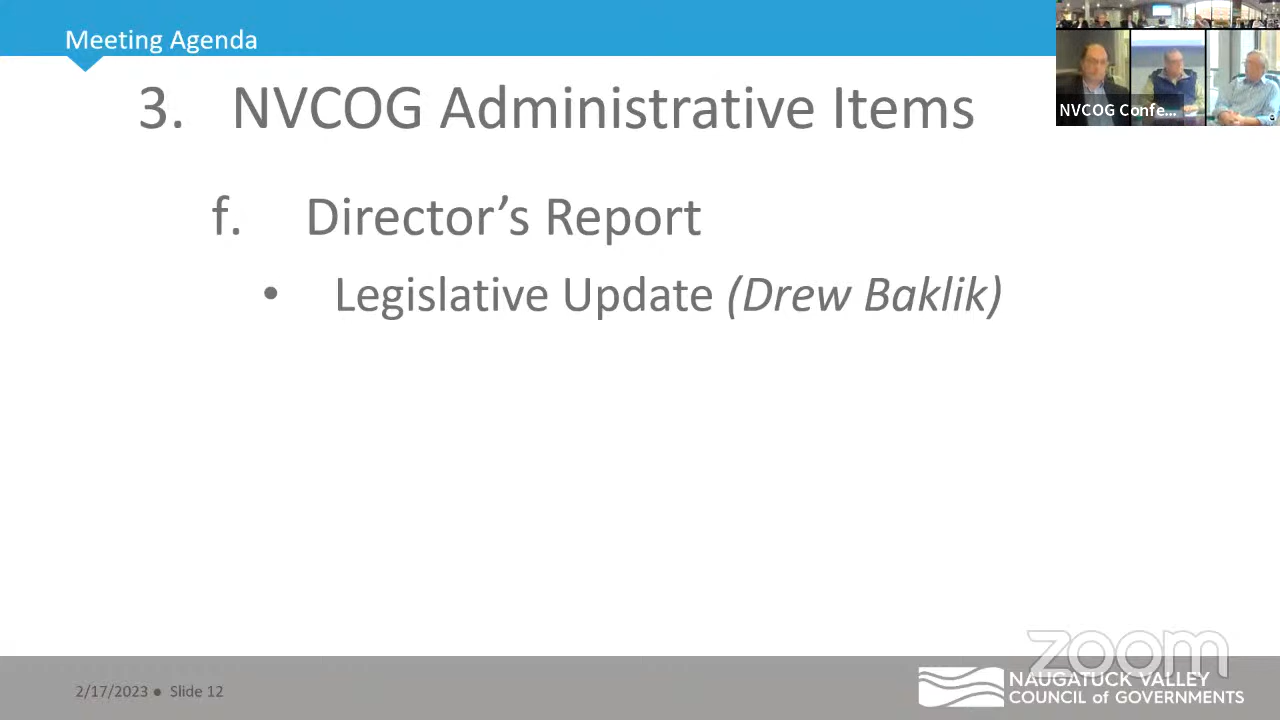 Meeting Agenda
3. NVCOG Administrative Items
NVCOG Confe...
f. Director’s Report
• Legislative Update (Drew Baklik)
zoom
2/17/2023 ● Slide 12
NAUGATUCK VALLEY
COUNCIL of GOVERNMENTS